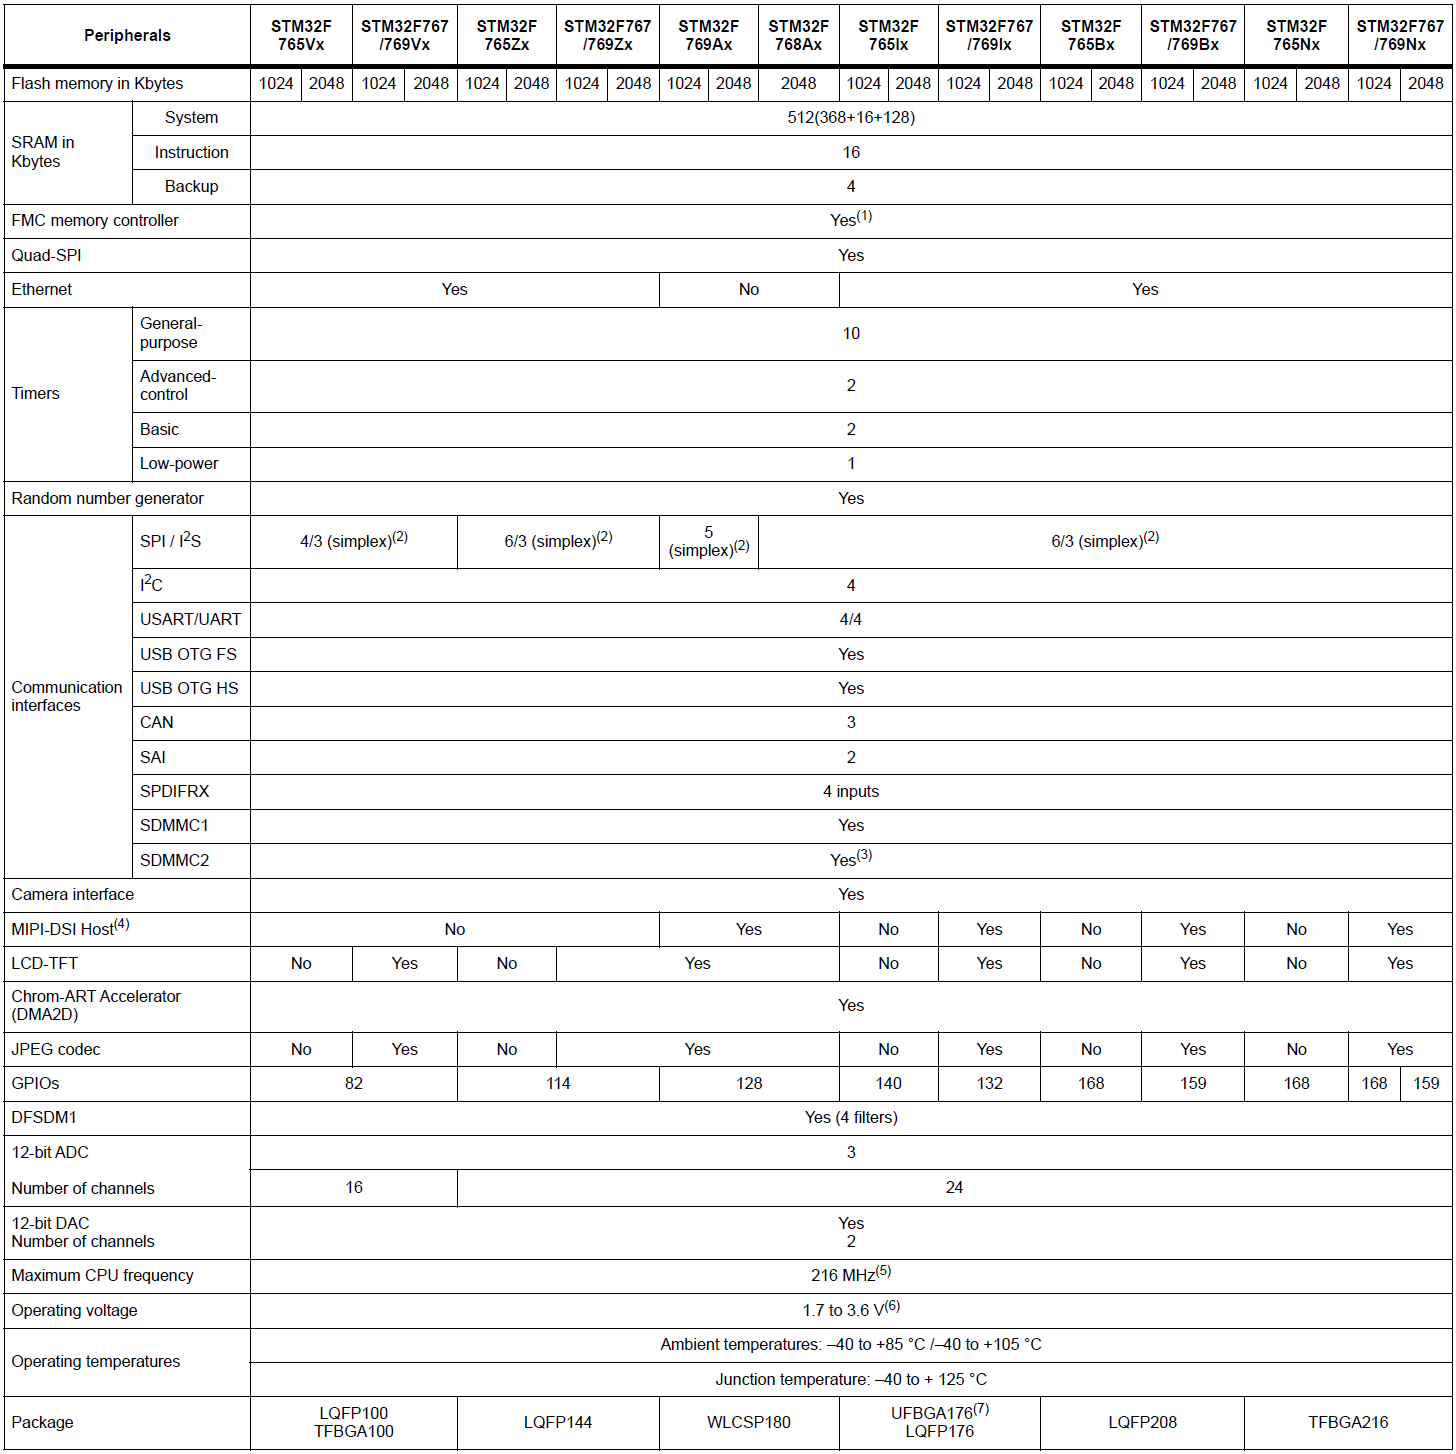 Peripherals STM32F 765Vx STM32F767 /769Vx STM32F 765Zx STM32F767 /769Zx STM32F 769Ax STM32F 768Ax STM32F 765Ix STM32F767 /769Ix STM32F 765Bx STM32F767 /769Bx STM32F 765Nx STM32F767 /769Nx
Flash memory in Kbytes 1024 2048 1024 2048 1024 2048 1024 2048 1024 2048 2048 1024 2048 1024 2048 1024 2048 1024 2048 1024 2048 1024 2048
SRAM in Kbytes System 512(368+16+128)
Instruction 16
Backup 4
FMC memory controller Yes(1)
Quad-SPI Yes
Ethernet Yes No Yes
Timers General-purpose 10
Advanced-control 2
Basic 2
Low-power 1
Random number generator Yes
Communication interfaces SPI / I2S 4/3 (simplex)(2) 6/3 (simplex)(2) 5 (simplex)(2) 6/3 (simplex)(2)
I2C 4
USART/UART 4/4
USB OTG FS Yes
USB OTG HS Yes
CAN 3
SAI 2
SPDIFRX 4 inputs
SDMMC1 Yes
SDMMC2 Yes(3)
Camera interface Yes
MIPI-DSI Host(4) No Yes No Yes No Yes No Yes
LCD-TFT No Yes No Yes No Yes No Yes No Yes
Chrom-ART Accelerator (DMA2D) Yes
JPEG codec No Yes No Yes No Yes No Yes No Yes
GPIOs 82 114 128 140 132 168 159 168 168 159
DFSDM1 Yes (4 filters)
12-bit ADC 3
Number of channels 16 24
12-bit DAC Yes
Number of channels 2
Maximum CPU frequency 216 MHz(5)
Operating voltage 1.7 to 3.6 V(6)
Operating temperatures Ambient temperatures: –40 to +85 °C /–40 to +105 °C
Junction temperature: –40 to + 125 °C
Package LQFP100 TFBGA100 LQFP144 WLCSP180 UFBGA176(7) LQFP176 LQFP208 TFBGA216